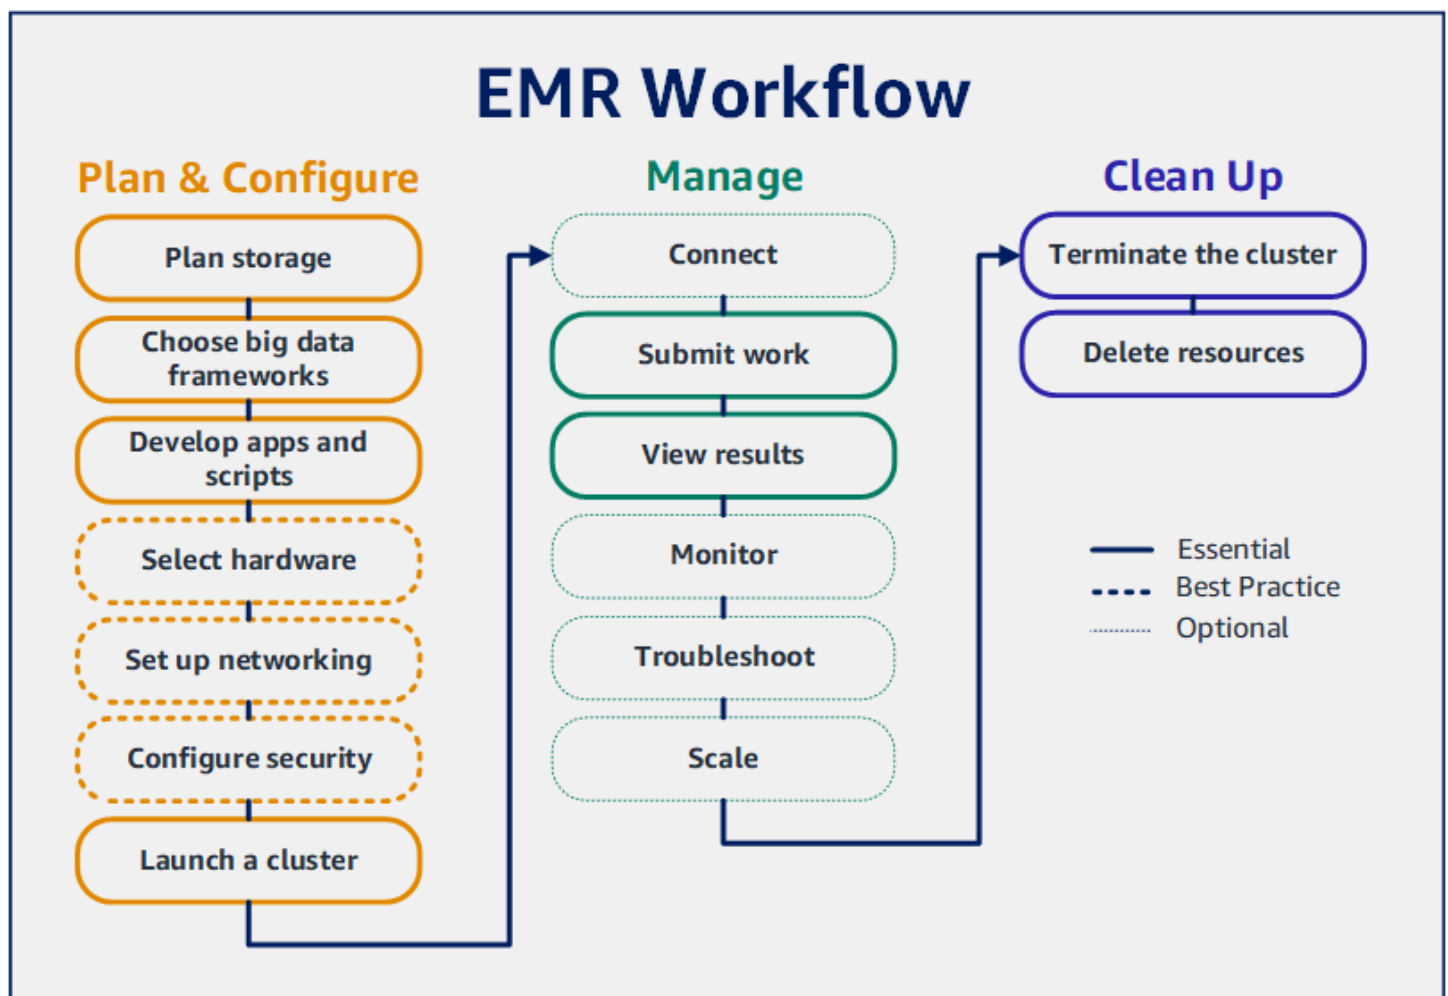 EMR Workflow
Plan & Configure
Plan storage
Choose big data
frameworks
Develop apps and
scripts
Select hardware
Set up networking
Configure security
Launch a cluster
Manage
Connect
Submit work
View results
Monitor
Troubleshoot
Scale
Clean Up
Terminate the cluster
Delete resources
Essential
Best Practice
Optional